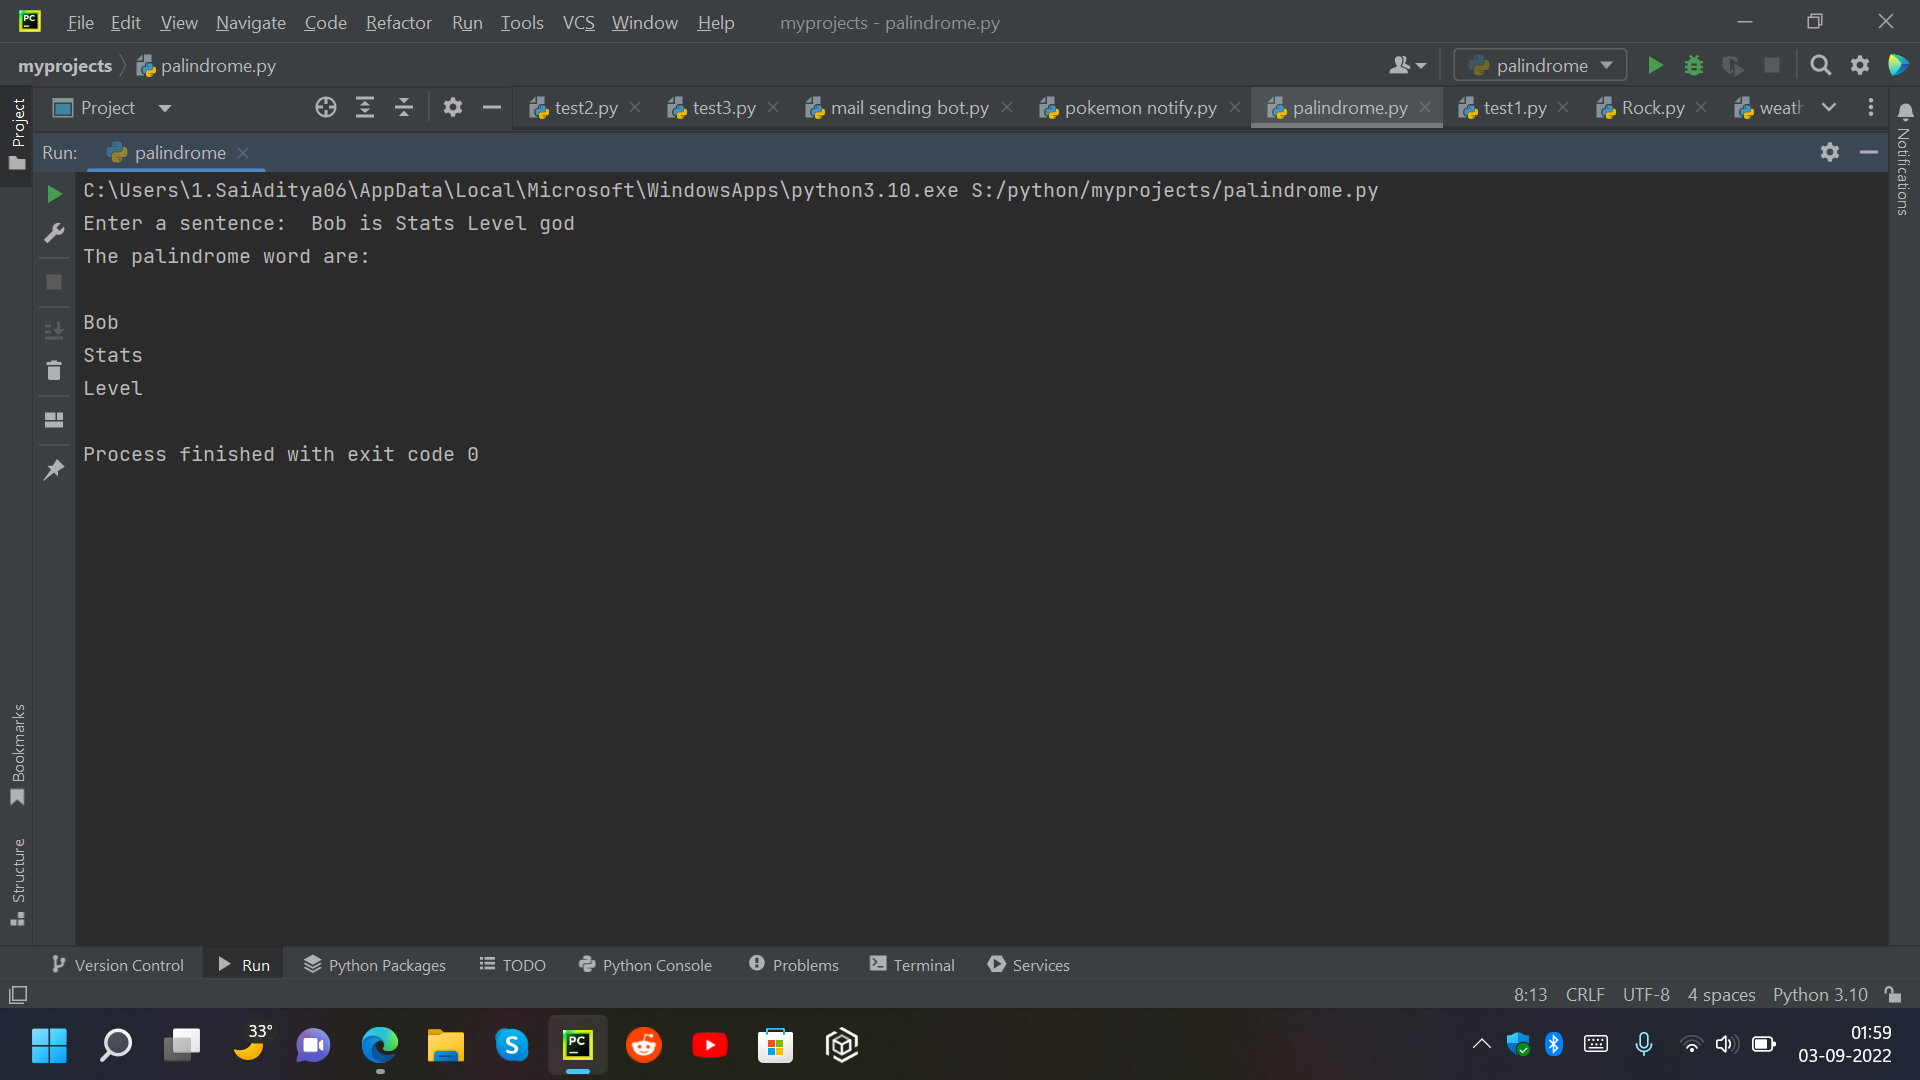 File Edit View Navigate Code Refactor Run Tools VCS Window Help myprojects - palindrome.py
myprojects palindrome.py palindrome
Project test2.py test3.py mail sending bot.py pokemon notify.py palindrome.py test1.py Rock.py weath
Project
Notifications
Run: palindrome
C:\Users\1.SaiAditya06\AppData\Local\Microsoft\WindowsApps\python3.10.exe S:/python/myprojects/palindrome.py
Enter a sentence:  Bob is Stats Level god
The palindrome word are:
Bob
Stats
Level
Process finished with exit code 0
Bookmarks
Structure
Version Control Run Python Packages TODO Python Console Problems Terminal Services
8:13 CRLF UTF-8 4 spaces Python 3.10
33° PC 01:59
03-09-2022